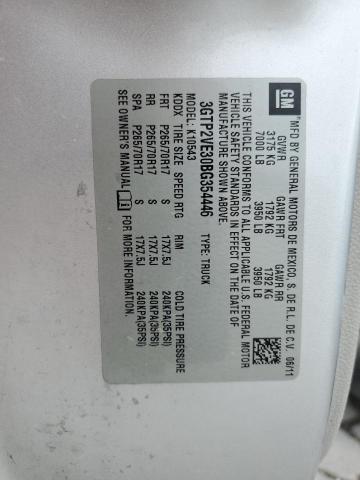 GM
MFD BY GENERAL MOTORS DE MEXICO, S. DE R.L. DE C.V. 06/11
GVWR GAWR FRT GAWR RR
3175 KG 1792 KG 1792 KG
7000 LB 3950 LB 3950 LB
THIS VEHICLE CONFORMS TO ALL APPLICABLE U.S. FEDERAL MOTOR
VEHICLE SAFETY STANDARDS IN EFFECT ON THE DATE OF
MANUFACTURE SHOWN ABOVE.
3GTP2VE30BG354446 TYPE: TRUCK
MODEL: K10543
KDDX TIRE SIZE SPEED RTG RIM COLD TIRE PRESSURE
FRT P265/70R17 S 17X7.5J 240KPA(35PSI)
RR P265/70R17 S 17X7.5J 240KPA(35PSI)
SPA P265/70R17 S 17X7.5J 240KPA(35PSI)
SEE OWNER'S MANUAL FOR MORE INFORMATION.